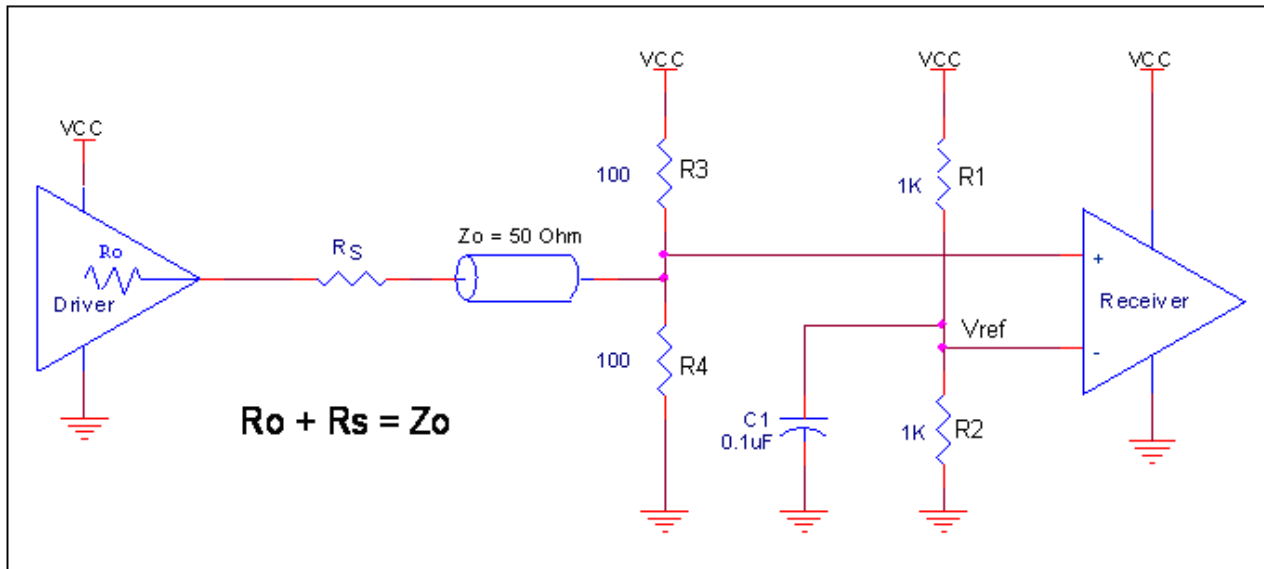 VCC
VCC
VCC
VCC
Ro
Driver
RS
Zo = 50 Ohm
100
R3
1K
R1
+
Receiver
-
Vref
100
R4
C1
0.1uF
1K
R2
Ro + Rs = Zo